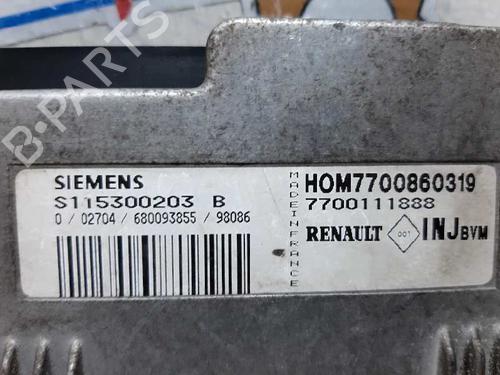 SIEMENS
S115300203 B
0 / 02704 / 680093855 / 98086
MADE IN FRANCE
HOM7700860319
7700111888
RENAULT 001 INJ BVM
B-PARTS